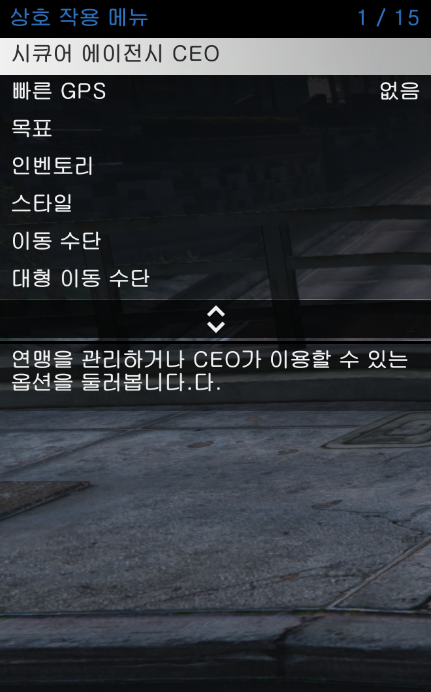 상호 작용 메뉴 1 / 15
시큐어 에이전시 CEO
빠른 GPS 없음
목표
인벤토리
스타일
이동 수단
대형 이동 수단
연맹을 관리하거나 CEO가 이용할 수 있는
옵션을 둘러봅니다.다.